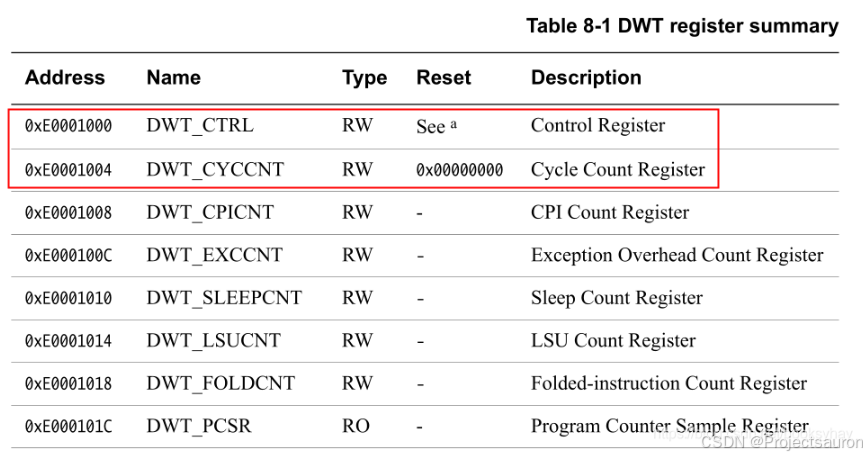 Table 8-1 DWT register summary
Address Name Type Reset Description
0xE0001000 DWT_CTRL RW See a Control Register
0xE0001004 DWT_CYCCNT RW 0x00000000 Cycle Count Register
0xE0001008 DWT_CPICNT RW - CPI Count Register
0xE000100C DWT_EXCCNT RW - Exception Overhead Count Register
0xE0001010 DWT_SLEEPCNT RW - Sleep Count Register
0xE0001014 DWT_LSUCNT RW - LSU Count Register
0xE0001018 DWT_FOLDCNT RW - Folded-instruction Count Register
0xE000101C DWT_PCSR RO - Program Counter Sample Register
CSDN @Projectsauron